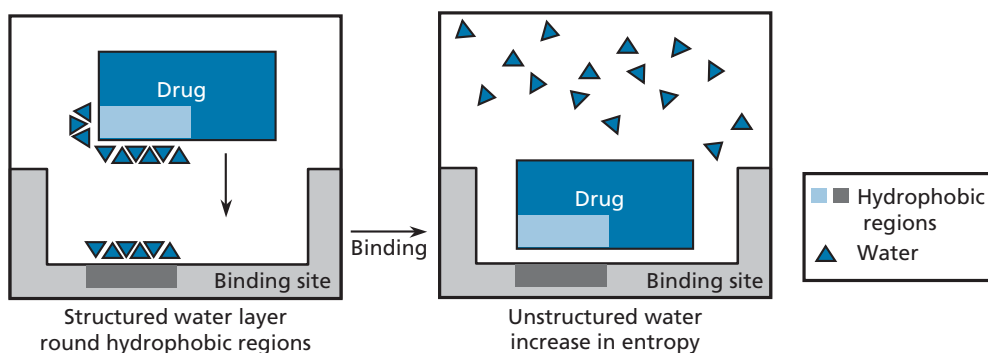 Drug
Binding site
Structured water layer
round hydrophobic regions
Binding
Drug
Binding site
Unstructured water
increase in entropy
Hydrophobic
regions
Water